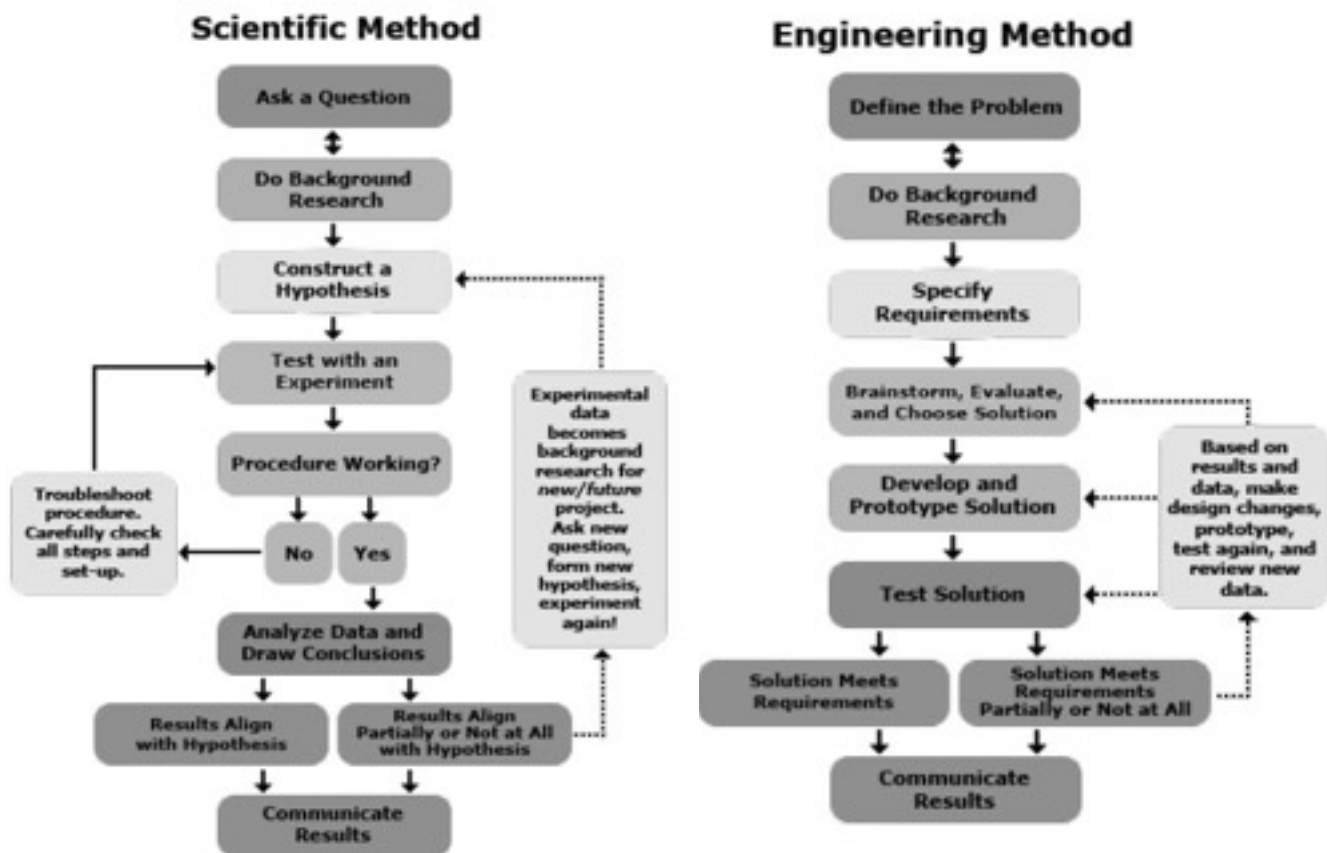 Scientific Method
Ask a Question
Do Background
Research
Construct a
Hypothesis
Test with an
Experiment
Procedure Working?
No
Yes
Troubleshoot
procedure.
Carefully check
all steps and
set-up.
Analyze Data and
Draw Conclusions
Results Align
with Hypothesis
Results Align
Partially or Not at All
with Hypothesis
Communicate
Results
Experimental
data
becomes
background
research for
new/future
project.
Ask new
question,
form new
hypothesis,
experiment
again!
Engineering Method
Define the Problem
Do Background
Research
Specify
Requirements
Brainstorm, Evaluate,
and Choose Solution
Develop and
Prototype Solution
Test Solution
Based on
results and
data, make
design changes,
prototype,
test again, and
review new
data.
Solution Meets
Requirements
Solution Meets
Requirements
Partially or Not at All
Communicate
Results